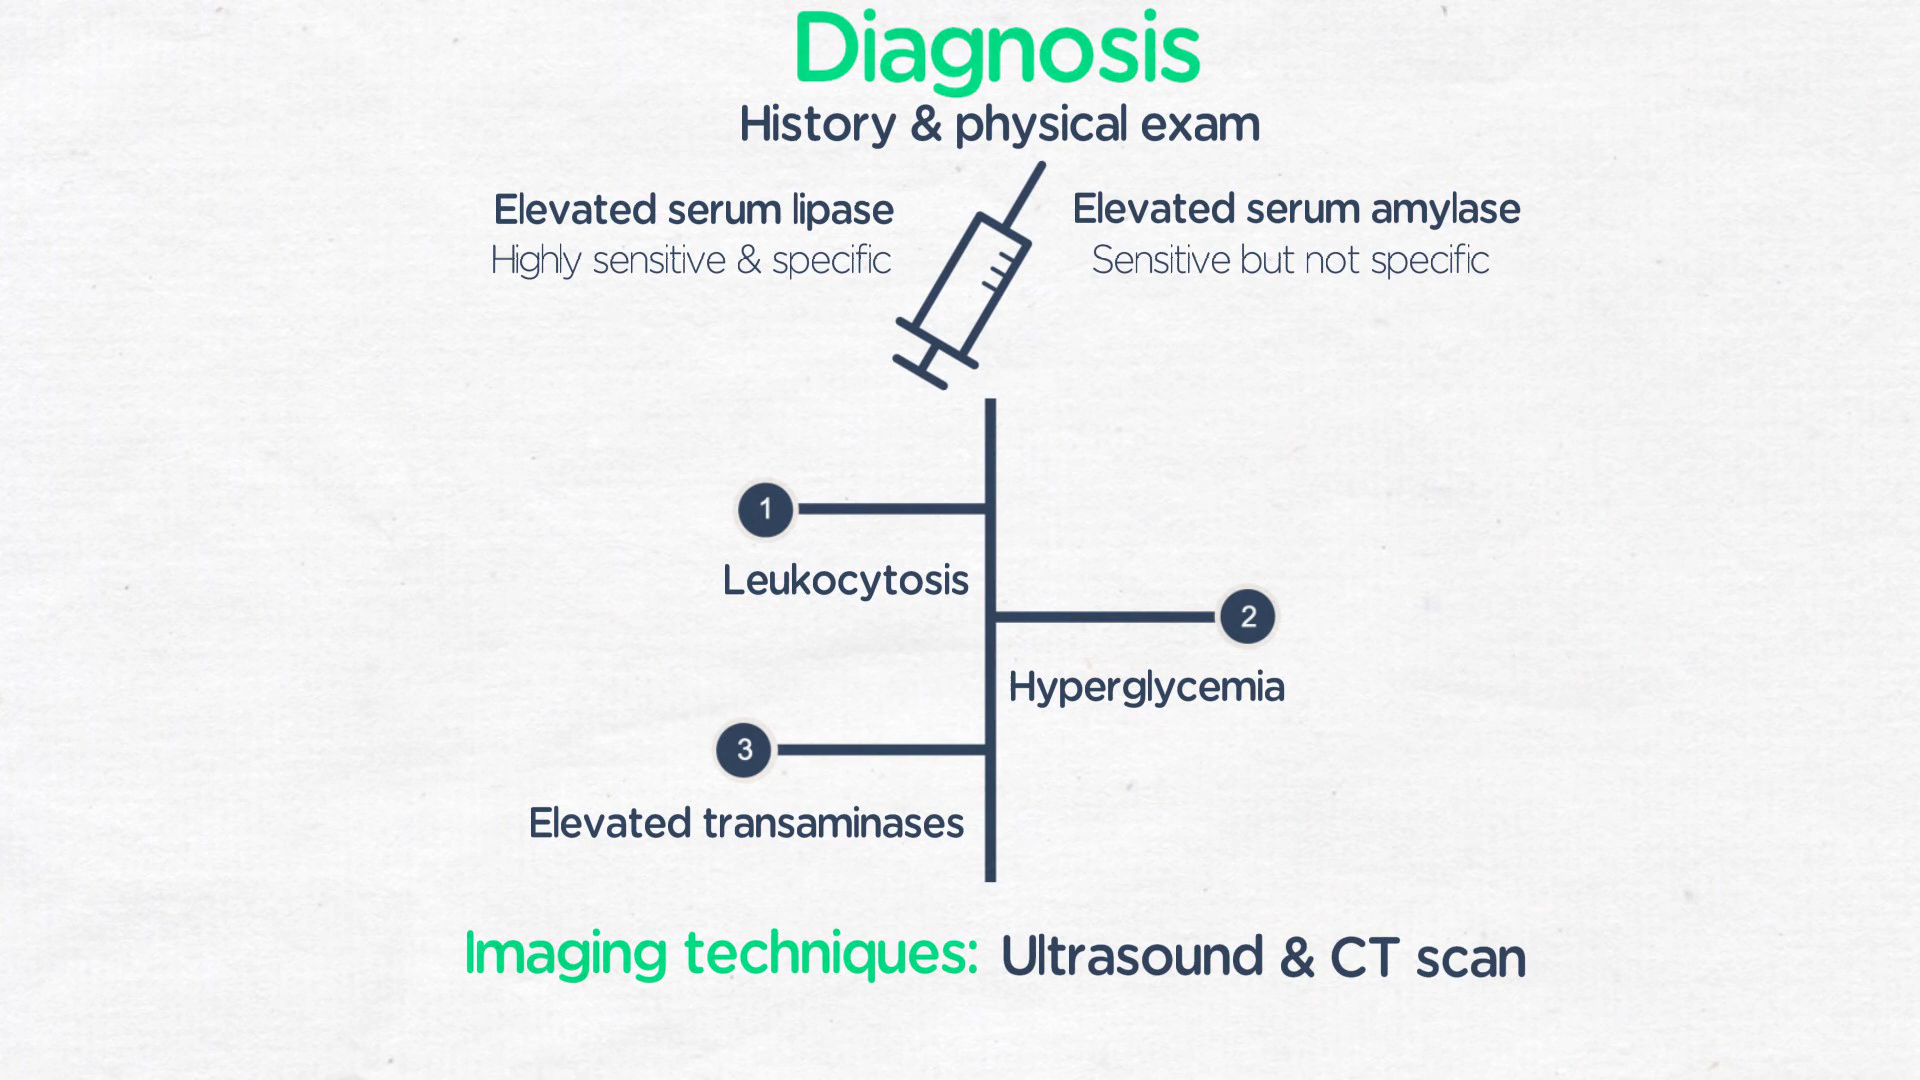 Diagnosis
History & physical exam
Elevated serum lipase
Highly sensitive & specific
Elevated serum amylase
Sensitive but not specific
1
Leukocytosis
2
Hyperglycemia
3
Elevated transaminases
Imaging techniques: Ultrasound & CT scan